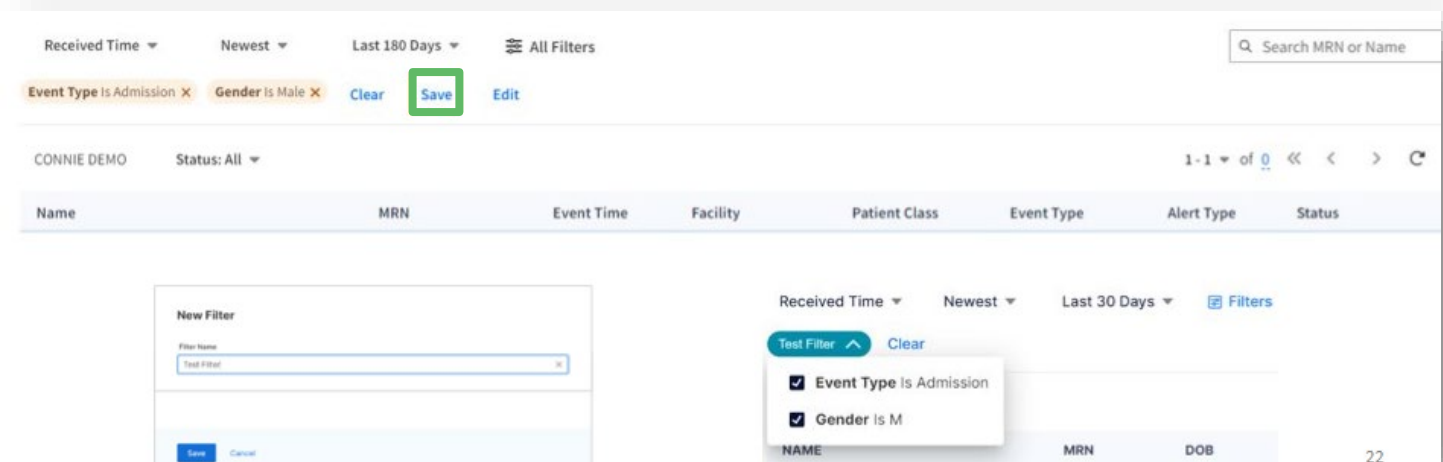 Received Time Newest Last 180 Days All Filters Search MRN or Name
Event Type Is Admission × Gender Is Male × Clear Save Edit
CONNIE DEMO Status: All 1-1 of 0
Name MRN Event Time Facility Patient Class Event Type Alert Type Status
New Filter
Filter Name
Test Filter
Save Cancel
Received Time Newest Last 30 Days Filters
Test Filter Clear
Event Type Is Admission
Gender Is M
NAME MRN DOB
22